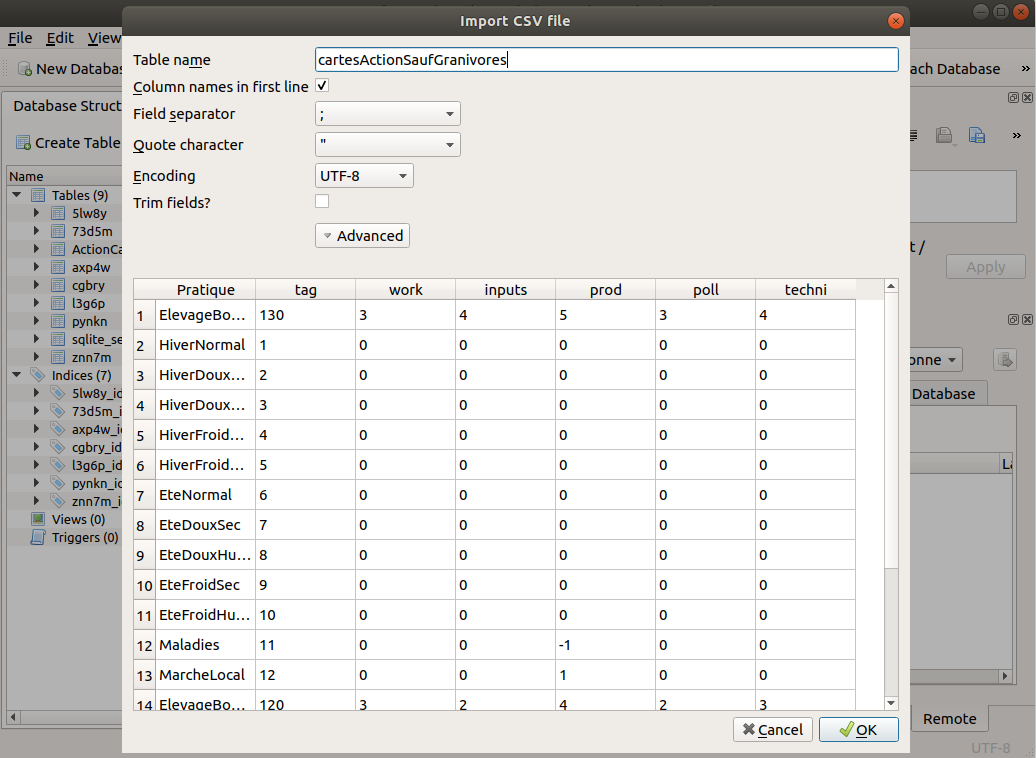 Import CSV file
File Edit View
New Databas
ach Database »
Database Struct
Create Table
»
Name
Tables (9)
5lw8y
73d5m
ActionCa
axp4w
cgbry
l3g6p
pynkn
sqlite_se
znn7m
Indices (7)
5lw8y_id
73d5m_i
axp4w_i
cgbry_id
l3g6p_id
pynkn_id
znn7m_i
Views (0)
Triggers (0)
Table name cartesActionSaufGranivores
Column names in first line
Field separator ;
Quote character "
Encoding UTF-8
Trim fields?
Advanced
Pratique tag work inputs prod poll techni
1 ElevageBo... 130 3 4 5 3 4
2 HiverNormal 1 0 0 0 0 0
3 HiverDoux... 2 0 0 0 0 0
4 HiverDoux... 3 0 0 0 0 0
5 HiverFroid... 4 0 0 0 0 0
6 HiverFroid... 5 0 0 0 0 0
7 EteNormal 6 0 0 0 0 0
8 EteDouxSec 7 0 0 0 0 0
9 EteDouxHu... 8 0 0 0 0 0
10 EteFroidSec 9 0 0 0 0 0
11 EteFroidHu... 10 0 0 0 0 0
12 Maladies 11 0 0 -1 0 0
13 MarcheLocal 12 0 0 1 0 0
14 ElevageBo... 120 3 2 4 2 3
Cancel OK
t /
Apply
onne
Database
La
Remote
UTF-8